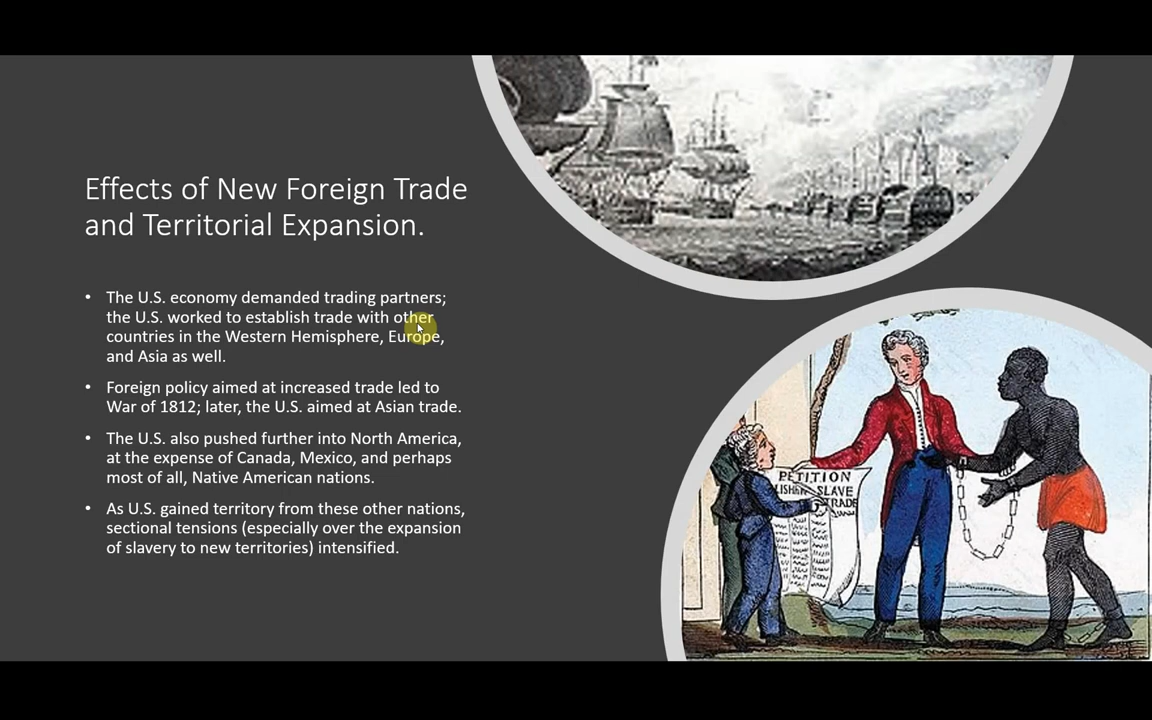 Effects of New Foreign Trade
and Territorial Expansion.
• The U.S. economy demanded trading partners;
the U.S. worked to establish trade with other
countries in the Western Hemisphere, Europe,
and Asia as well.
• Foreign policy aimed at increased trade led to
War of 1812; later, the U.S. aimed at Asian trade.
• The U.S. also pushed further into North America,
at the expense of Canada, Mexico, and perhaps
most of all, Native American nations.
• As U.S. gained territory from these other nations,
sectional tensions (especially over the expansion
of slavery to new territories) intensified.
PETITION
SLAVE
TRADE